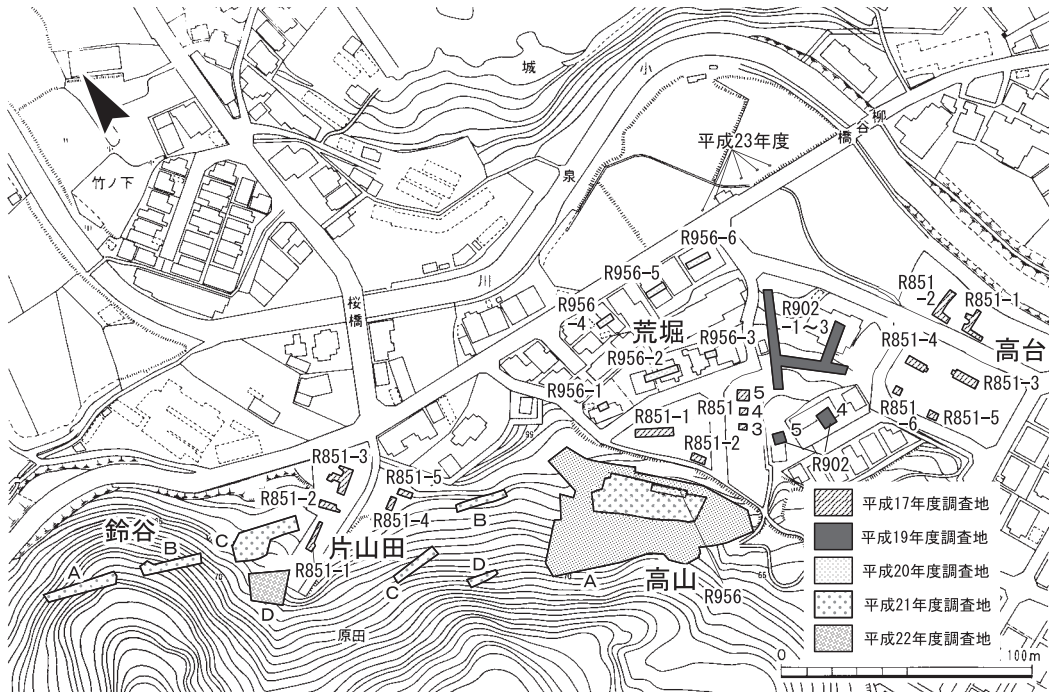 城
小
柳
谷
橋
平成23年度
泉
竹ノ下
R956-6
川
R956-5
R851
-2
R851-1
R956
-4
荒堀
R902
-1～3
桜橋
R956-3
R851-4
高台
R956-2
R851-3
R956-1
5
R851-1
R851
4
4
R851
-6
R851-5
3
5
99
R851-2
R902
R851-3
R851-5
R851-2
B
R851-4
鈴谷
C
B
片山田
A
R851-1
70
C
D
70
A
高山
65
D
R956
原田
平成17年度調査地
平成19年度調査地
平成20年度調査地
平成21年度調査地
平成22年度調査地
0
100m